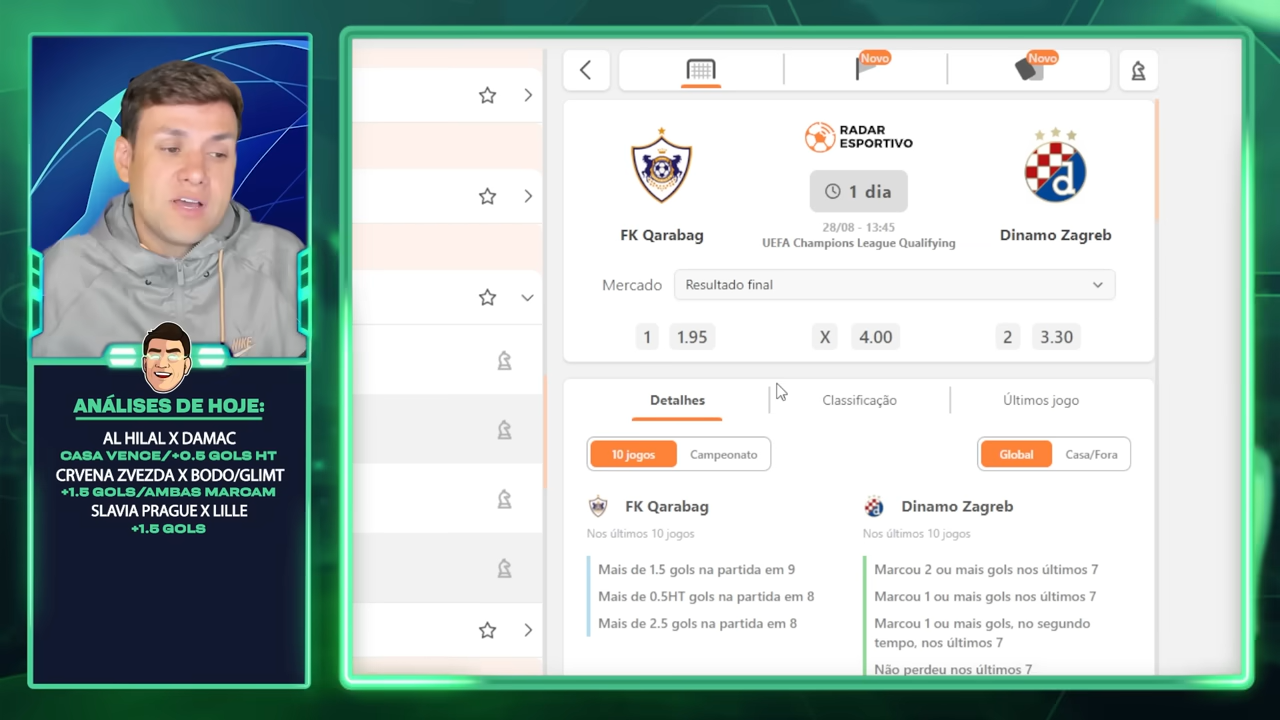 NIKE
ANÁLISES DE HOJE:
AL HILAL X DAMAC
CASA VENCE/+0.5 GOLS HT
CRVENA ZVEZDA X BODO/GLIMT
+1.5 GOLS/AMBAS MARCAM
SLAVIA PRAGUE X LILLE
+1.5 GOLS
Novo
Novo
RADAR
ESPORTIVO
1 dia
28/08 - 13:45
UEFA Champions League Qualifying
FK Qarabag
Dinamo Zagreb
Mercado
Resultado final
1 1.95 X 4.00 2 3.30
Detalhes
Classificação
Últimos jogo
10 jogos
Campeonato
Global
Casa/Fora
FK Qarabag
Nos últimos 10 jogos
Mais de 1.5 gols na partida em 9
Mais de 0.5HT gols na partida em 8
Mais de 2.5 gols na partida em 8
Dinamo Zagreb
Nos últimos 10 jogos
Marcou 2 ou mais gols nos últimos 7
Marcou 1 ou mais gols nos últimos 7
Marcou 1 ou mais gols, no segundo
tempo, nos últimos 7
Não perdeu nos últimos 7